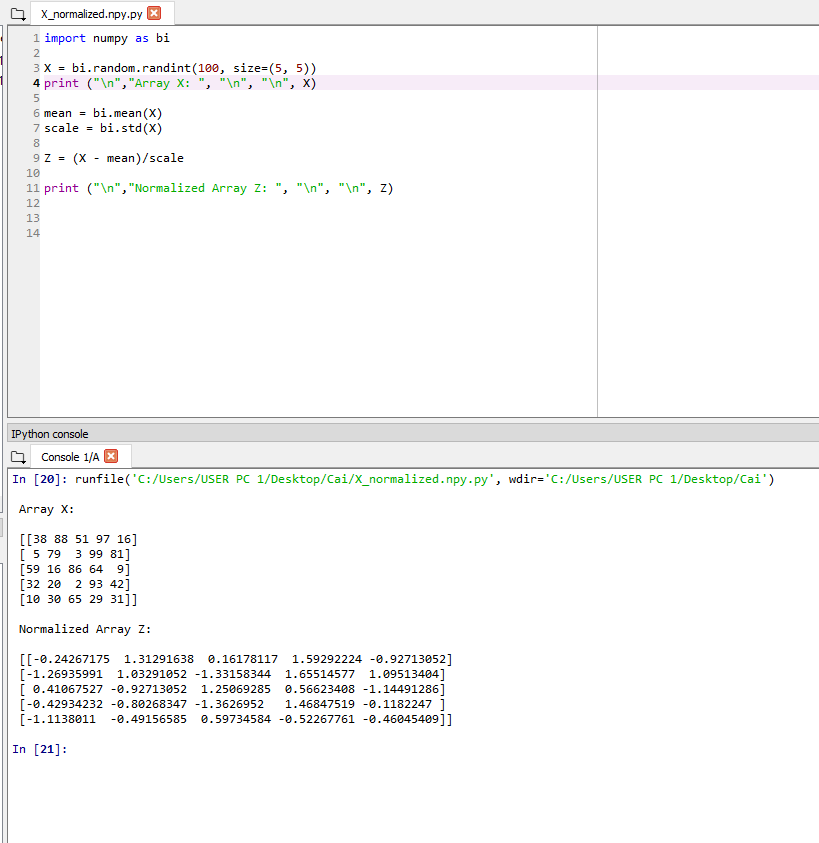 X_normalized.npy.py
1 import numpy as bi
2
3 X = bi.random.randint(100, size=(5, 5))
4 print ("\n","Array X: ", "\n", "\n", X)
5
6 mean = bi.mean(X)
7 scale = bi.std(X)
8
9 Z = (X - mean)/scale
10
11 print ("\n","Normalized Array Z: ", "\n", "\n", Z)
12
13
14
IPython console
Console 1/A
In [20]: runfile('C:/Users/USER PC 1/Desktop/Cai/X_normalized.npy.py', wdir='C:/Users/USER PC 1/Desktop/Cai')
Array X:
[[38 88 51 97 16]
[ 5 79  3 99 81]
[59 16 86 64  9]
[32 20  2 93 42]
[10 30 65 29 31]]
Normalized Array Z:
[[-0.24267175  1.31291638  0.16178117  1.59292224 -0.92713052]
[-1.26935991  1.03291052 -1.33158344  1.65514577  1.09513404]
[ 0.41067527 -0.92713052  1.25069285  0.56623408 -1.14491286]
[-0.42934232 -0.80268347 -1.3626952   1.46847519 -0.1182247 ]
[-1.1138011  -0.49156585  0.59734584 -0.52267761 -0.46045409]]
In [21]: